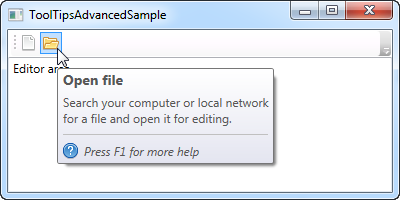 ToolTipsAdvancedSample
Editor ar
Open file
Search your computer or local network
for a file and open it for editing.
Press F1 for more help